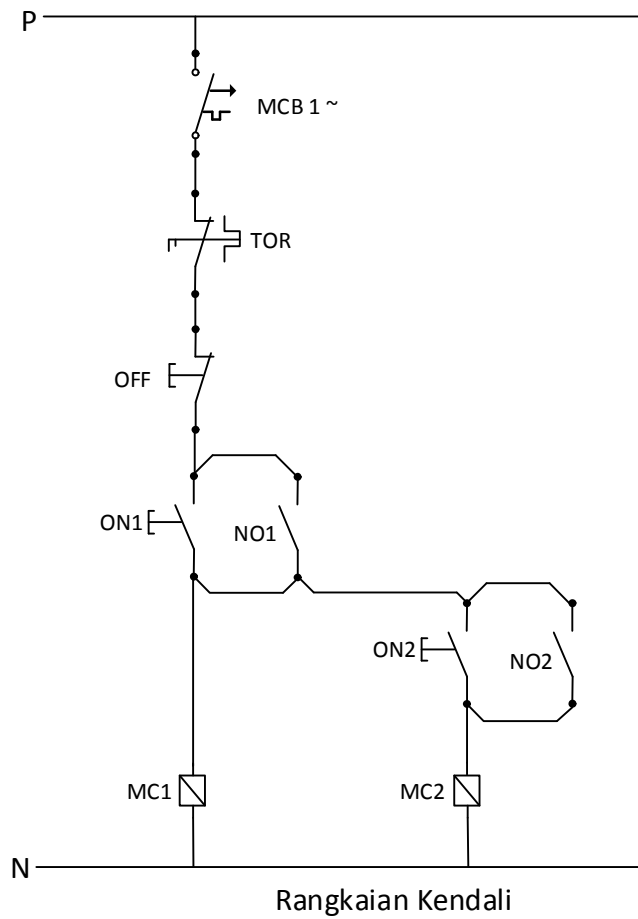 P
MCB 1 ~
TOR
OFF
ON1
NO1
ON2
NO2
MC1
MC2
N
Rangkaian Kendali